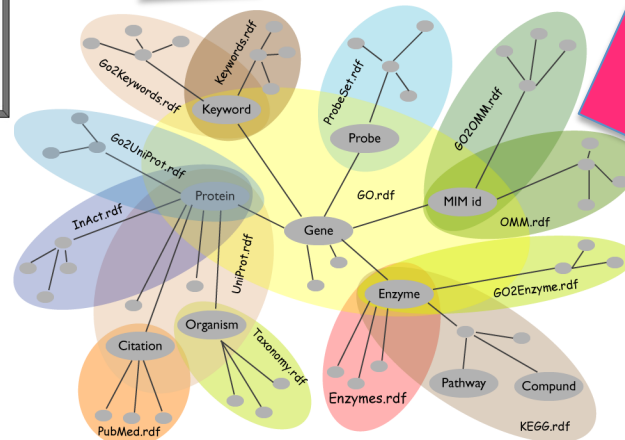 Go2Keywords.rdf
Keywords.rdf
Keyword
ProbeSet.rdf
Probe
GO2OMM.rdf
MIM id
OMM.rdf
Go2UniProt.rdf
Protein
GO.rdf
Gene
InAct.rdf
UniProt.rdf
Enzyme
GO2Enzyme.rdf
Organism
Taxonomy.rdf
Citation
PubMed.rdf
Enzymes.rdf
Pathway
Compund
KEGG.rdf